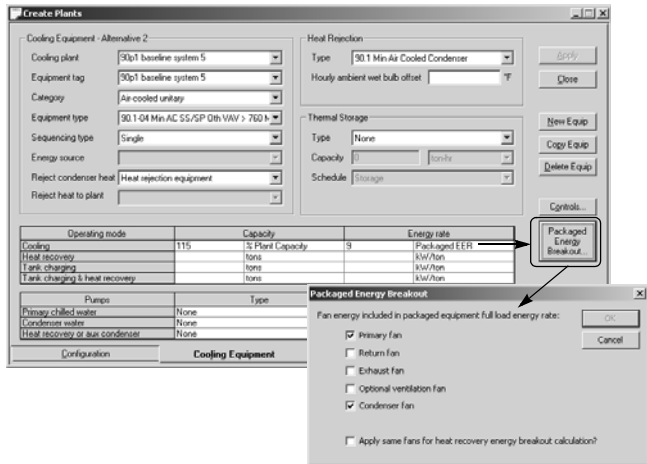 Create Plants
Cooling Equipment - Alternative 2
Cooling plant 90p1 baseline system 5
Equipment tag 90p1 baseline system 5
Category Air-cooled unitary
Equipment type 90.1-04 Min AC SS/SP Oth VAV > 760 M
Sequencing type Single
Energy source
Reject condenser heat Heat rejection equipment
Reject heat to plant
Heat Rejection
Type 90.1 Min Air Cooled Condenser
Hourly ambient wet bulb offset °F
Thermal Storage
Type None
Capacity 0 ton-hr
Schedule Storage
Apply
Close
New Equip
Copy Equip
Delete Equip
Controls...
Packaged
Energy
Breakout...
Operating mode Capacity Energy rate
Cooling 115 % Plant Capacity 9 Packaged EER
Heat recovery tons kW/ton
Tank charging tons kW/ton
Tank charging & heat recovery tons kW/ton
Pumps Type
Primary chilled water None
Condenser water None
Heat recovery or aux condenser None
Configuration Cooling Equipment
Packaged Energy Breakout
Fan energy included in packaged equipment full load energy rate:
Primary fan
Return fan
Exhaust fan
Optional ventilation fan
Condenser fan
Apply same fans for heat recovery energy breakout calculation?
OK
Cancel